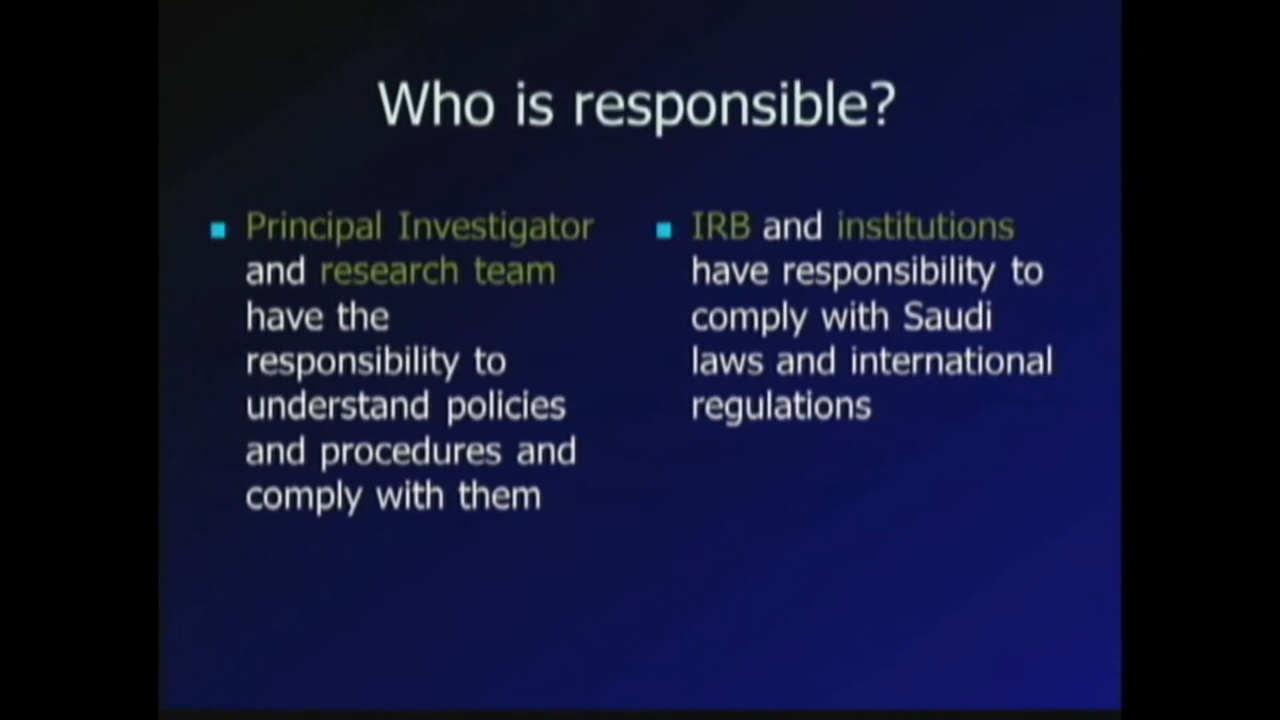 Who is responsible?
Principal Investigator
and research team
have the
responsibility to
understand policies
and procedures and
comply with them
IRB and institutions
have responsibility to
comply with Saudi
laws and international
regulations